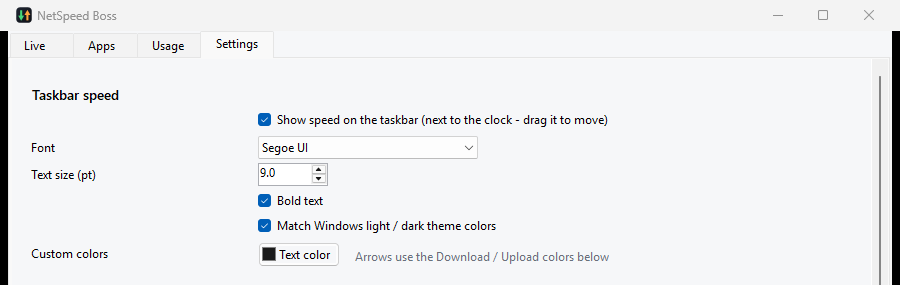 NetSpeed Boss
Live Apps Usage Settings
Taskbar speed
Show speed on the taskbar (next to the clock - drag it to move)
Font Segoe UI
Text size (pt) 9.0
Bold text
Match Windows light / dark theme colors
Custom colors Text color Arrows use the Download / Upload colors below